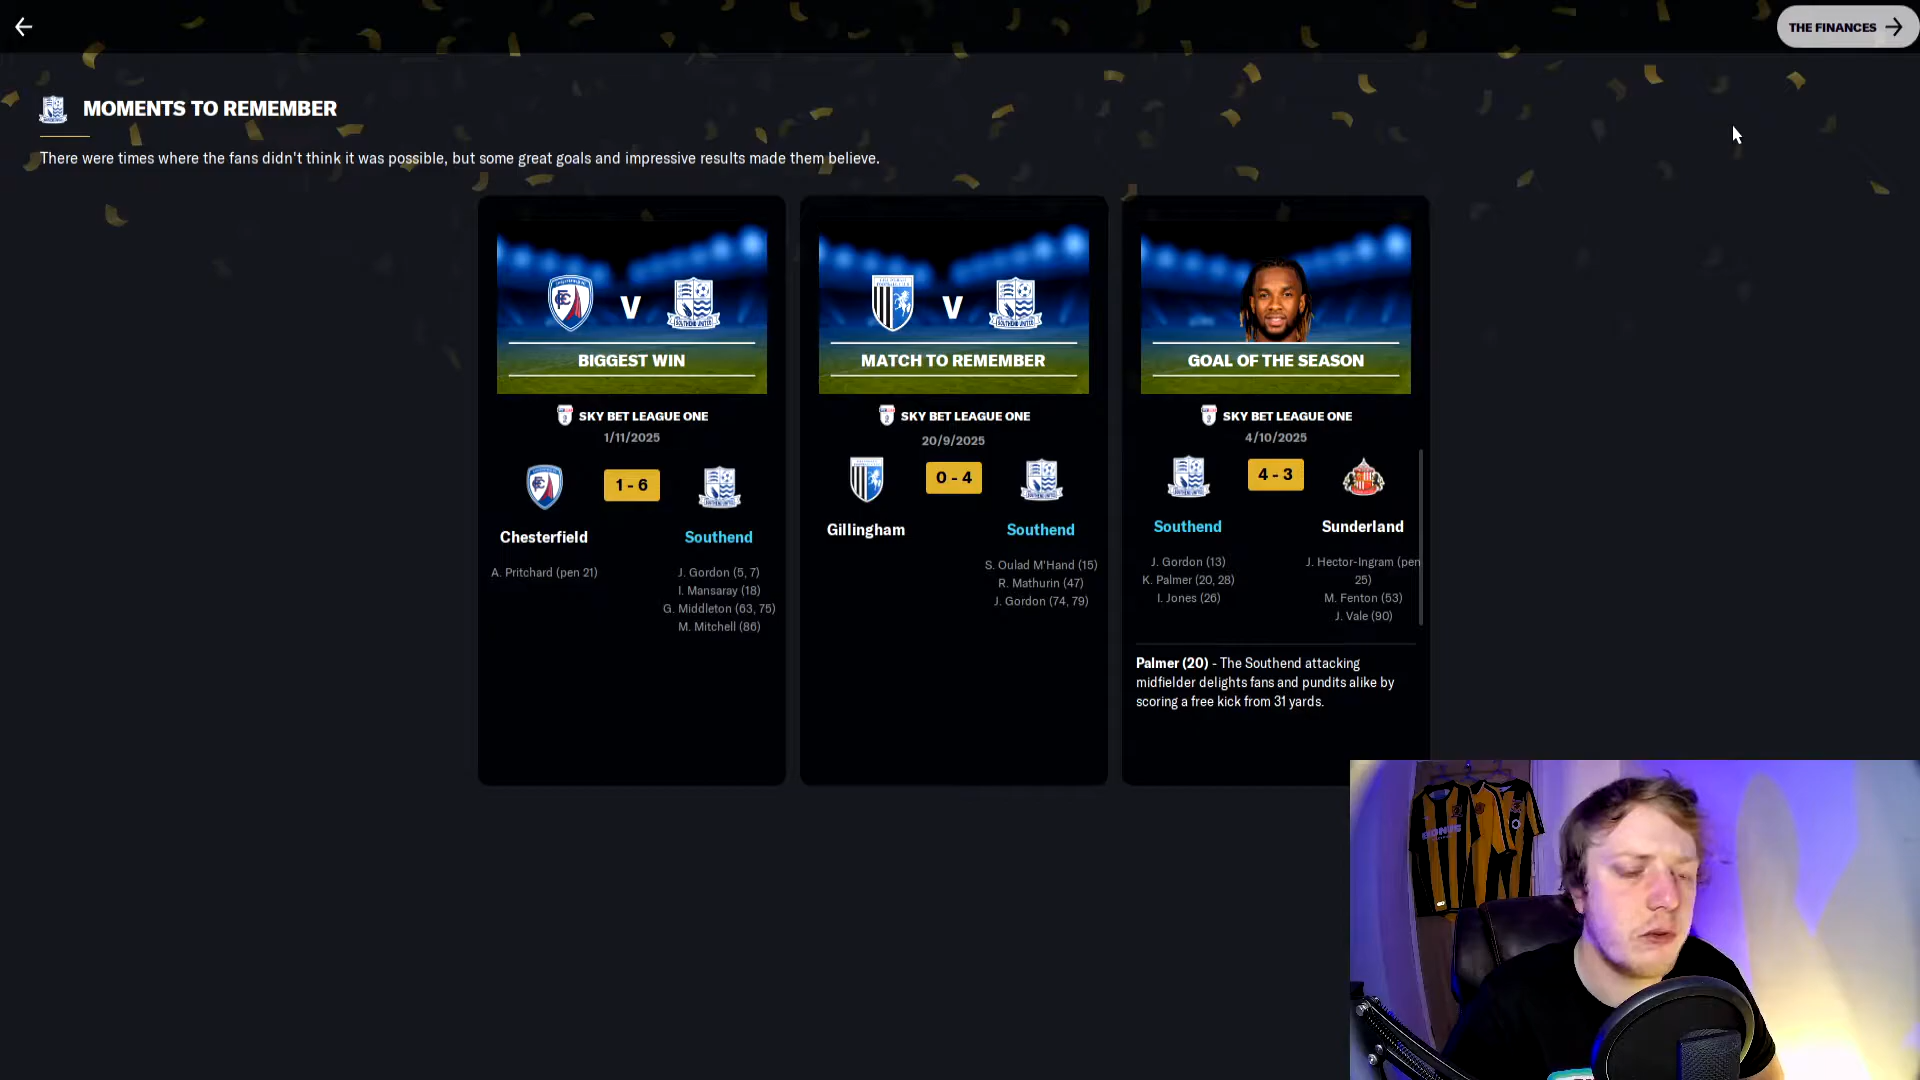 THE FINANCES
MOMENTS TO REMEMBER
There were times where the fans didn't think it was possible, but some great goals and impressive results made them believe.
V
BIGGEST WIN
SKY BET LEAGUE ONE
1/11/2025
1 - 6
Chesterfield
Southend
A. Pritchard (pen 21)
J. Gordon (5, 7)
I. Mansaray (18)
G. Middleton (63, 75)
M. Mitchell (86)
V
SOUTHEND UNITED
MATCH TO REMEMBER
SKY BET LEAGUE ONE
20/9/2025
0 - 4
Gillingham
Southend
S. Oulad M'Hand (15)
R. Mathurin (47)
J. Gordon (74, 79)
GOAL OF THE SEASON
SKY BET LEAGUE ONE
4/10/2025
4 - 3
Southend
Sunderland
J. Gordon (13)
K. Palmer (20, 28)
I. Jones (26)
J. Hector-Ingram (pen
25)
M. Fenton (53)
J. Vale (90)
Palmer (20) - The Southend attacking
midfielder delights fans and pundits alike by
scoring a free kick from 31 yards.